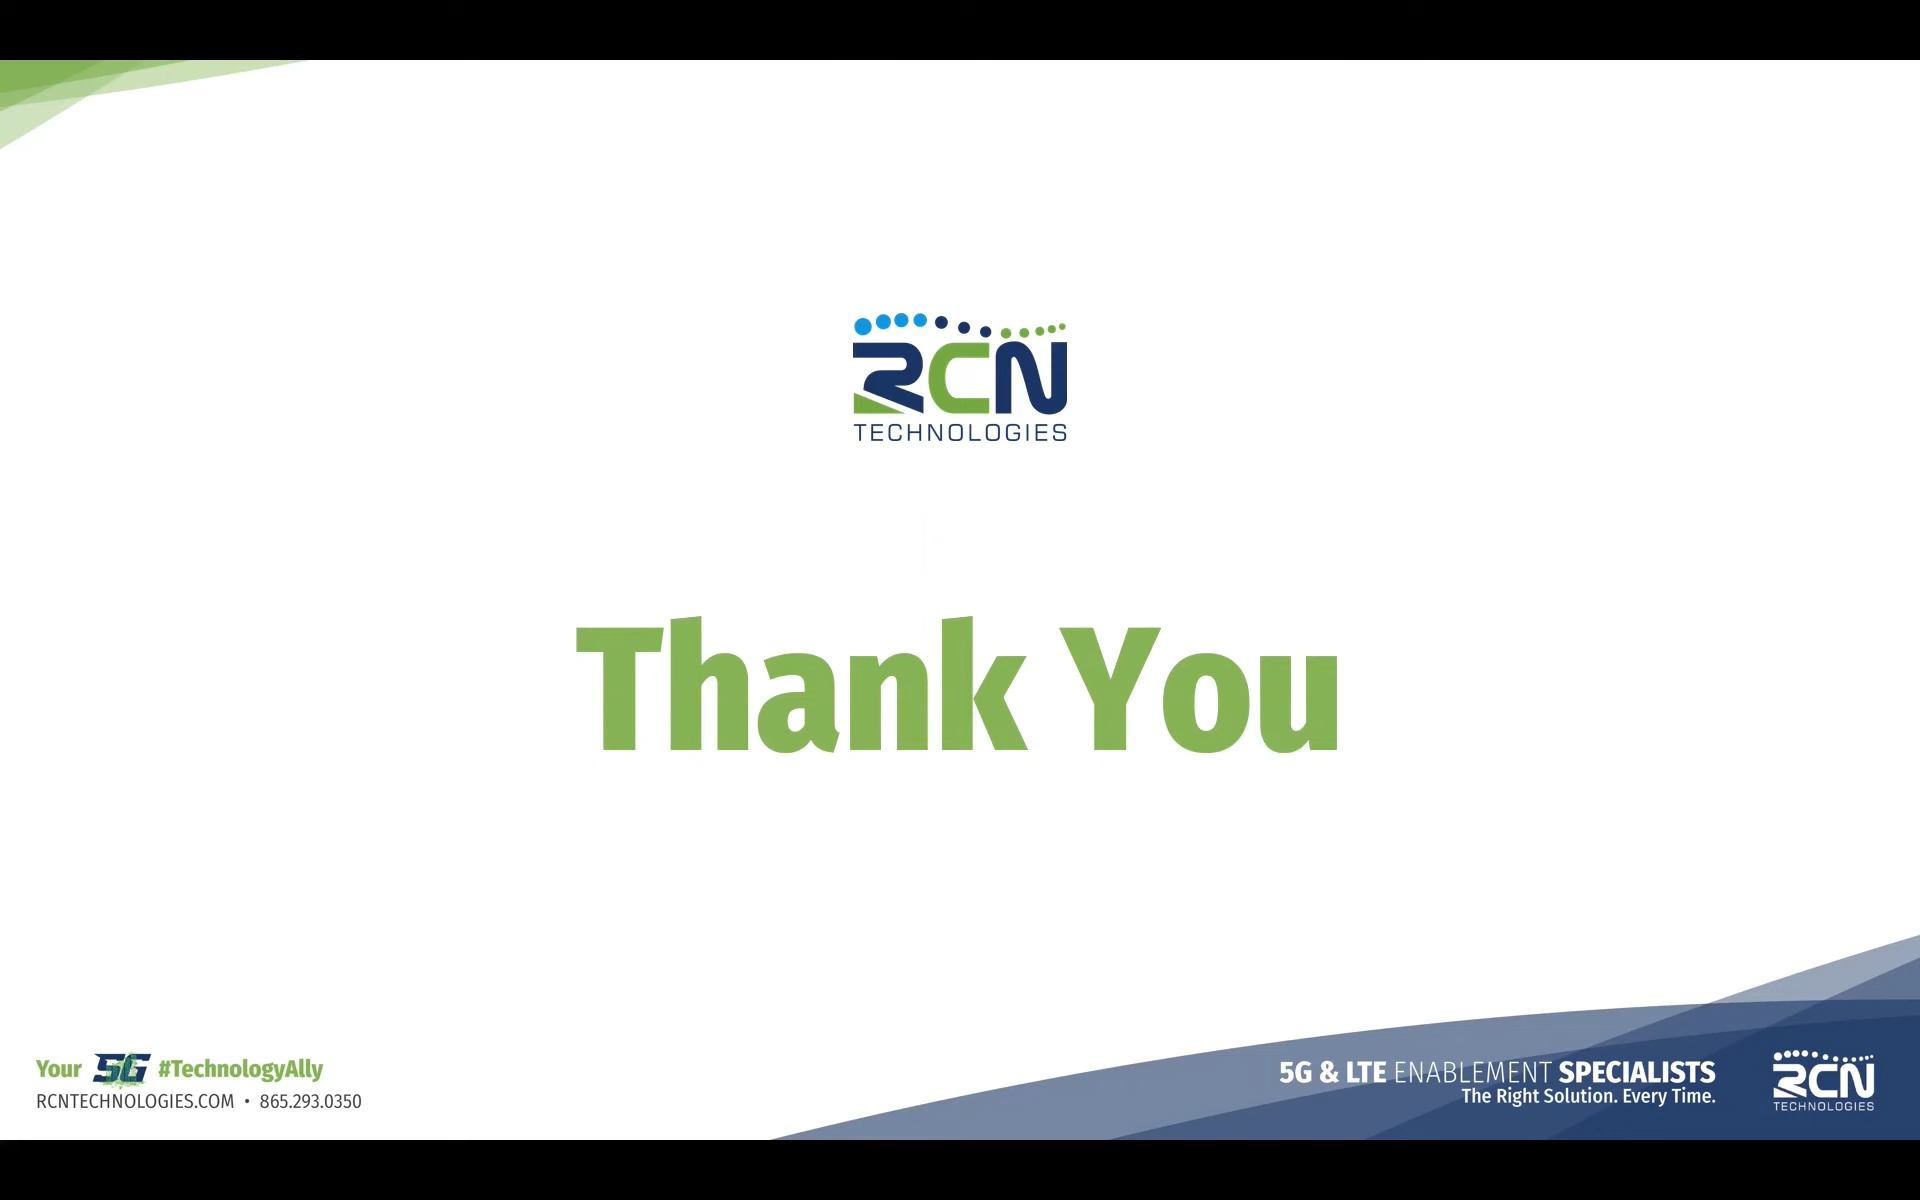 RCN
TECHNOLOGIES
Thank You
Your 5G #TechnologyAlly
RCNTECHNOLOGIES.COM • 865.293.0350
5G & LTE ENABLEMENT SPECIALISTS
The Right Solution. Every Time.
RCN
TECHNOLOGIES